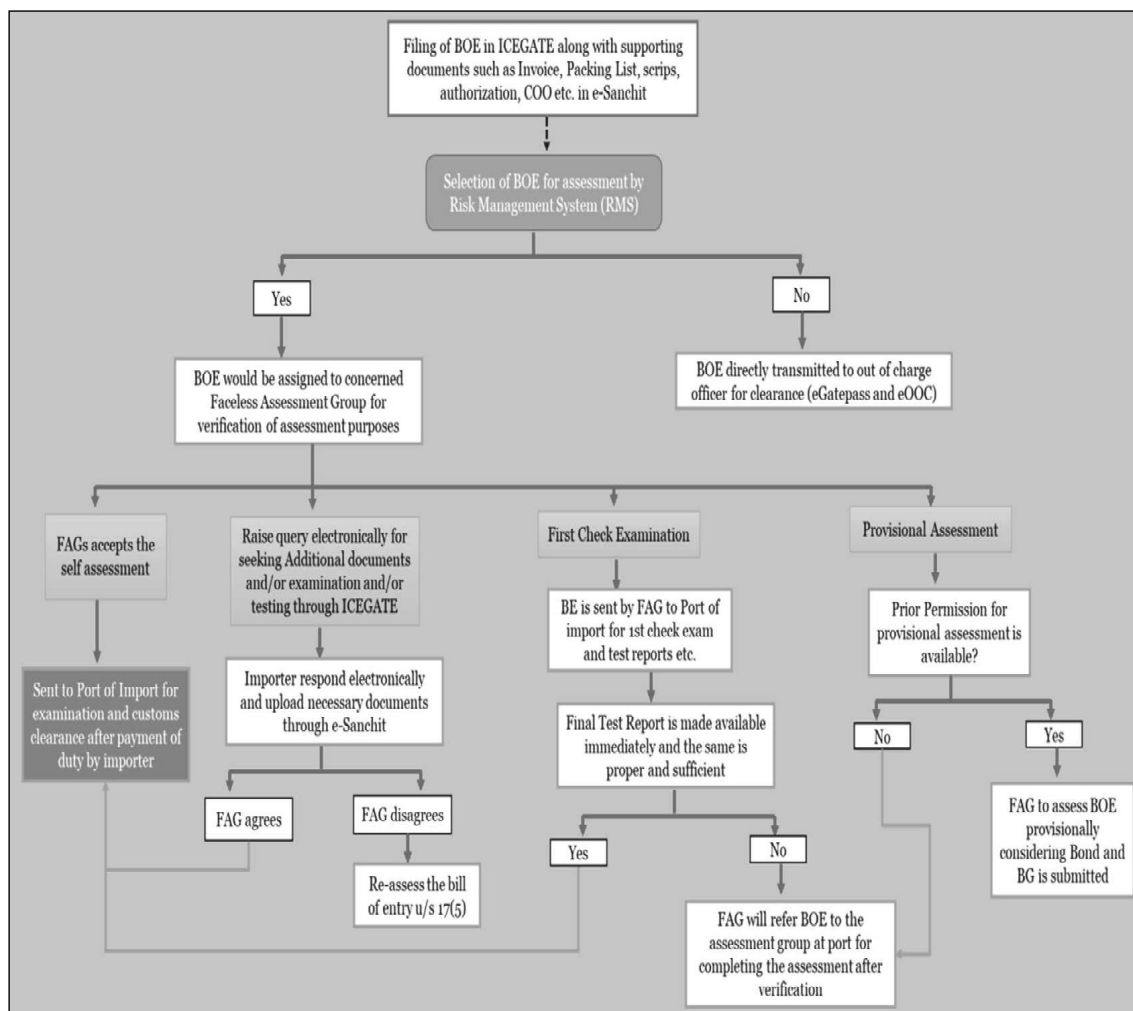 Filing of BOE in ICEGATE along with supporting
documents such as Invoice, Packing List, scrips,
authorization, COO etc. in e-Sanchit
Selection of BOE for assessment by
Risk Management System (RMS)
Yes
No
BOE would be assigned to concerned
Faceless Assessment Group for
verification of assessment purposes
BOE directly transmitted to out of charge
officer for clearance (eGatepass and eOOC)
FAGs accepts the
self assessment
Raise query electronically for
seeking Additional documents
and/or examination and/or
testing through ICEGATE
First Check Examination
Provisional Assessment
Sent to Port of Import for
examination and customs
clearance after payment of
duty by importer
Importer respond electronically
and upload necessary documents
through e-Sanchit
BE is sent by FAG to Port of
import for 1st check exam
and test reports etc.
Prior Permission for
provisional assessment is
available?
Final Test Report is made available
immediately and the same is
proper and sufficient
No
Yes
FAG agrees
FAG disagrees
Re-assess the bill
of entry u/s 17(5)
Yes
No
FAG to assess BOE
provisionally
considering Bond and
BG is submitted
FAG will refer BOE to the
assessment group at port for
completing the assessment after
verification